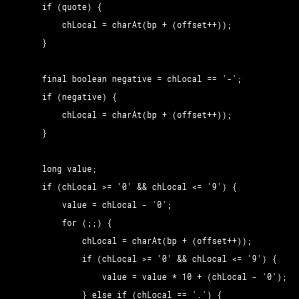 if (quote) {
chLocal = charAt(bp + (offset++));
}
final boolean negative = chLocal == '-';
if (negative) {
chLocal = charAt(bp + (offset++));
}
long value;
if (chLocal >= '0' && chLocal <= '9') {
value = chLocal - '0';
for (;;) {
chLocal = charAt(bp + (offset++));
if (chLocal >= '0' && chLocal <= '9') {
value = value * 10 + (chLocal - '0');
} else if (chLocal == '.') {